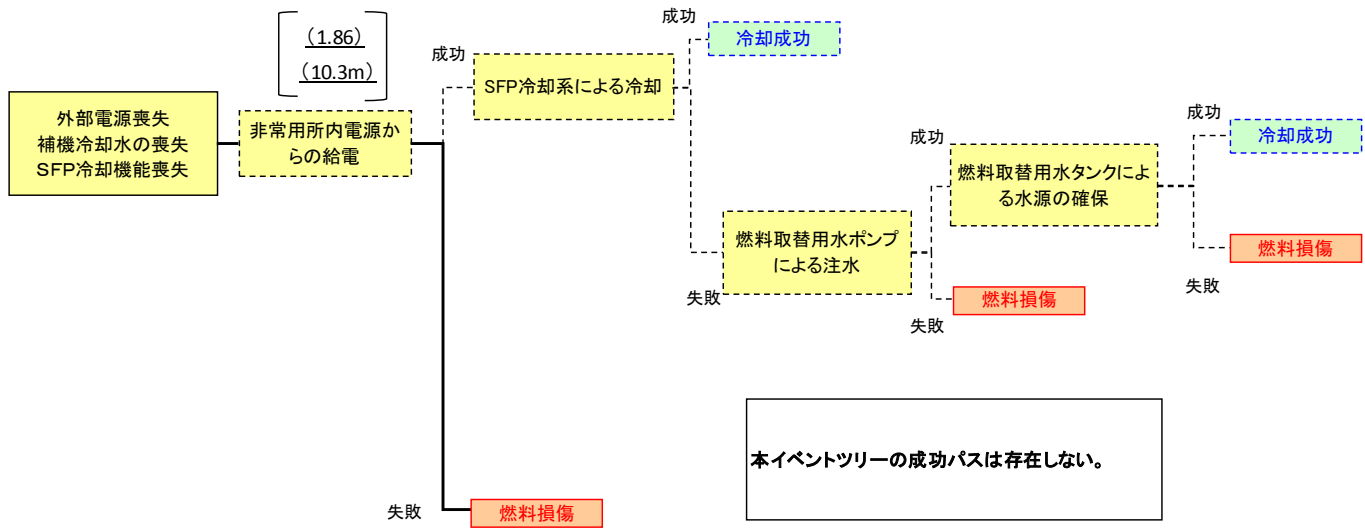 (1.86)
(10.3m)
外部電源喪失
補機冷却水の喪失
SFP冷却機能喪失
非常用所内電源か
らの給電
成功
SFP冷却系による冷却
成功
冷却成功
失敗
燃料取替用水ポンプ
による注水
成功
燃料取替用水タンクによ
る水源の確保
成功
冷却成功
失敗
燃料損傷
失敗
燃料損傷
失敗
燃料損傷
本イベントツリーの成功パスは存在しない。